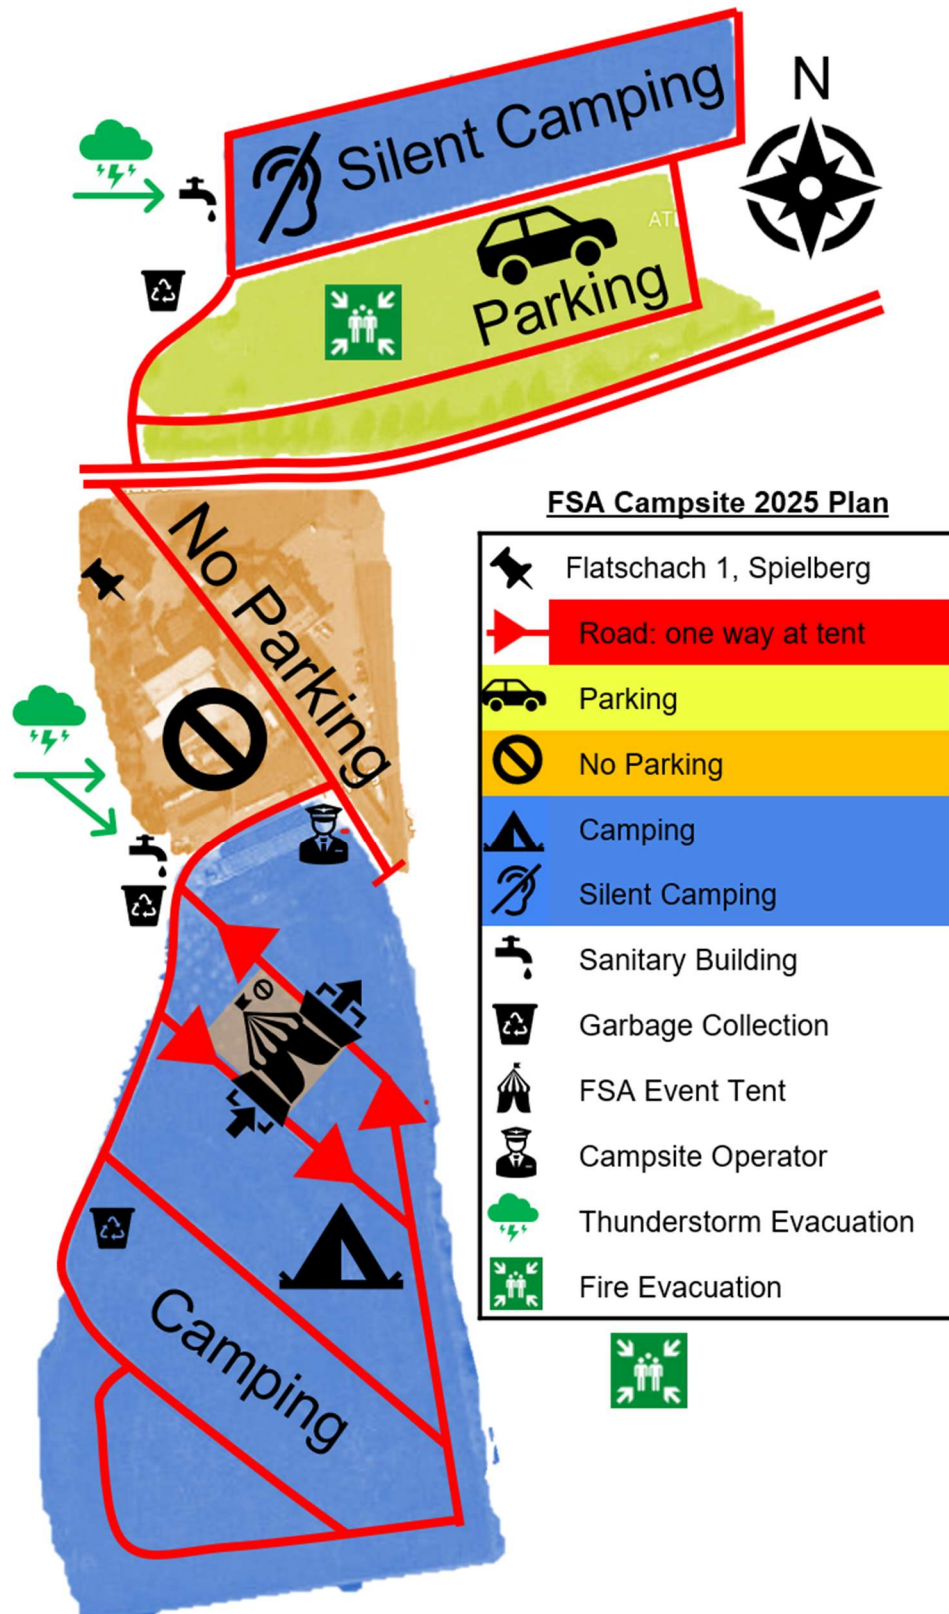 N
Silent Camping
Parking
No Parking
FSA Campsite 2025 Plan
Flatschach 1, Spielberg
Road: one way at tent
Parking
No Parking
Camping
Silent Camping
Sanitary Building
Garbage Collection
FSA Event Tent
Campsite Operator
Thunderstorm Evacuation
Fire Evacuation
Camping